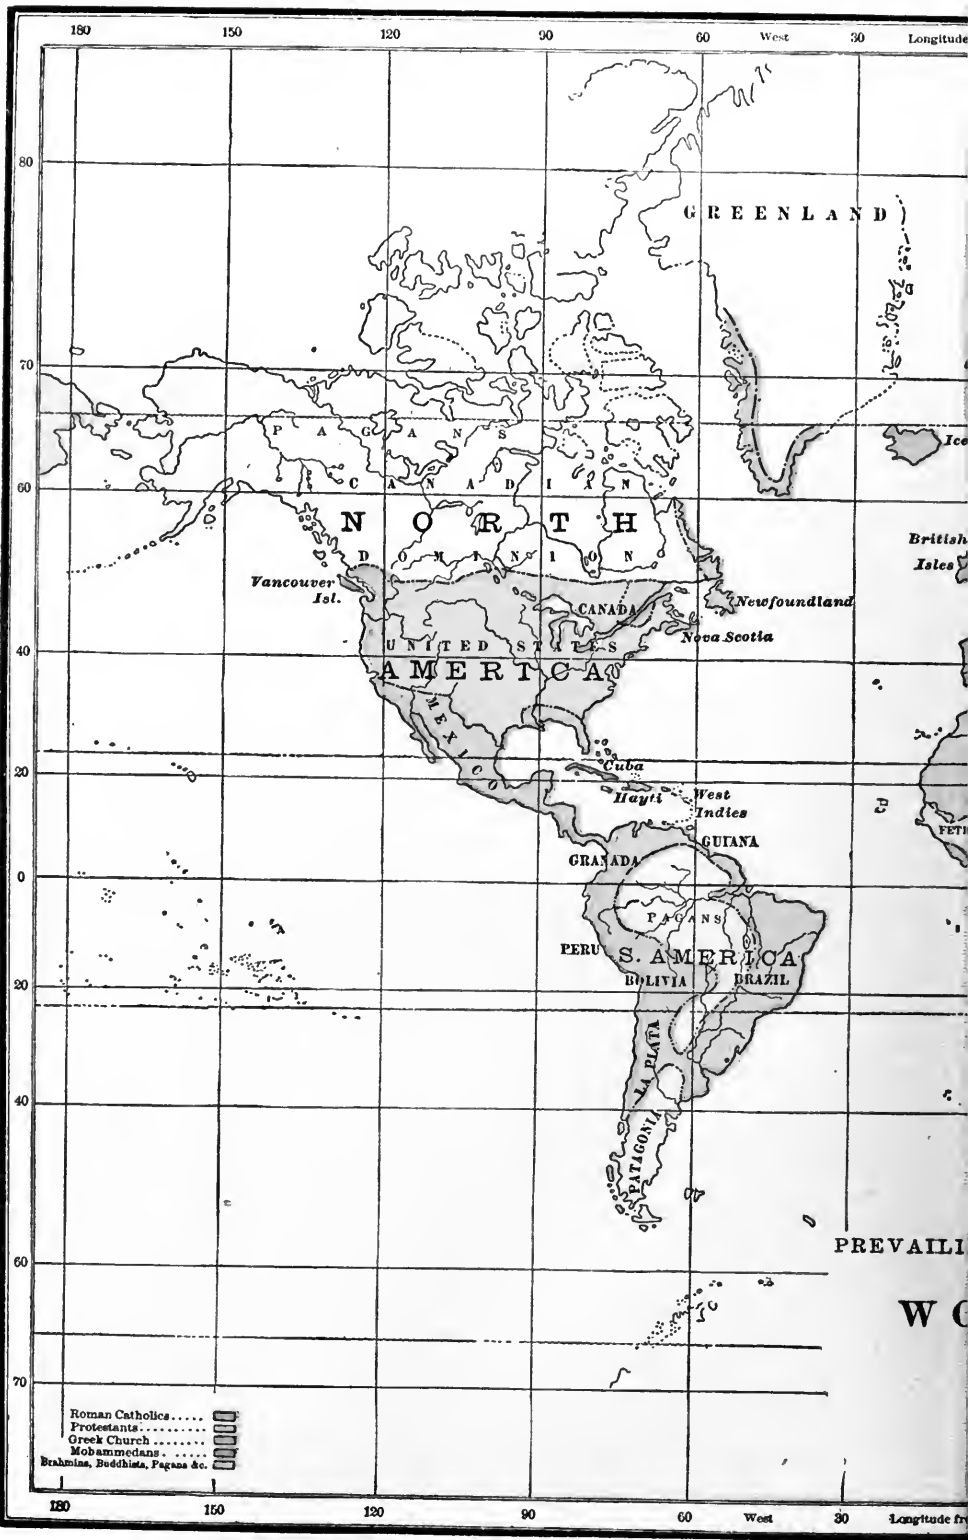 180 150 120 90 60 West 30 Longitude
80
GREENLAND
70
PAGANS
Ice
60
CANADIAN
NORTH
British
Isles
DOMINION
Vancouver
Isl.
CANADA
Newfoundland
Nova Scotia
40
UNITED STATES
AMERICA
MEXICO
20
Cuba
Hayti
West
Indies
FETI
GUIANA
GRANADA
0
PAGANS
PERU
S. AMERICA
BOLIVIA
BRAZIL
20
LA PLATA
40
PATAGONIA
PREVAILI
60
WO
70
Roman Catholics.....
Protestants.........
Greek Church........
Mohammedans.......
Brahmins, Buddhists, Pagans &c.
180 150 120 90 60 West 30 Longitude fr